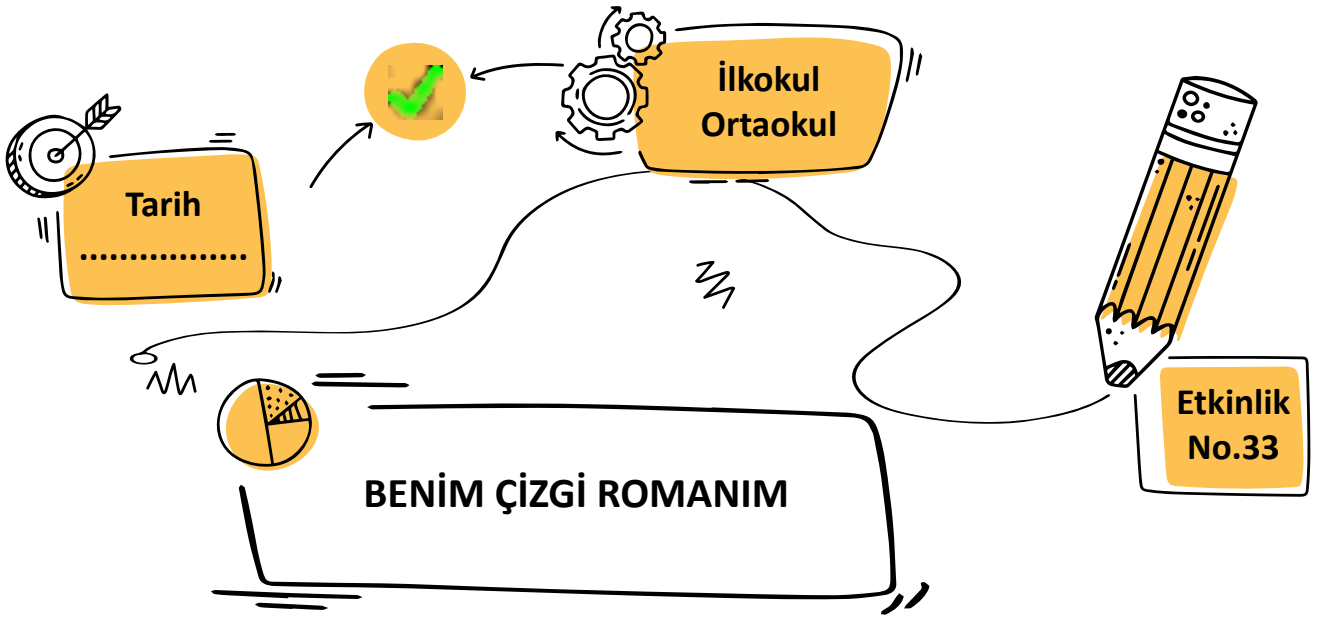 İlkokul
Ortaokul
Tarih
.................
Etkinlik
No.33
BENİM ÇİZGİ ROMANIM